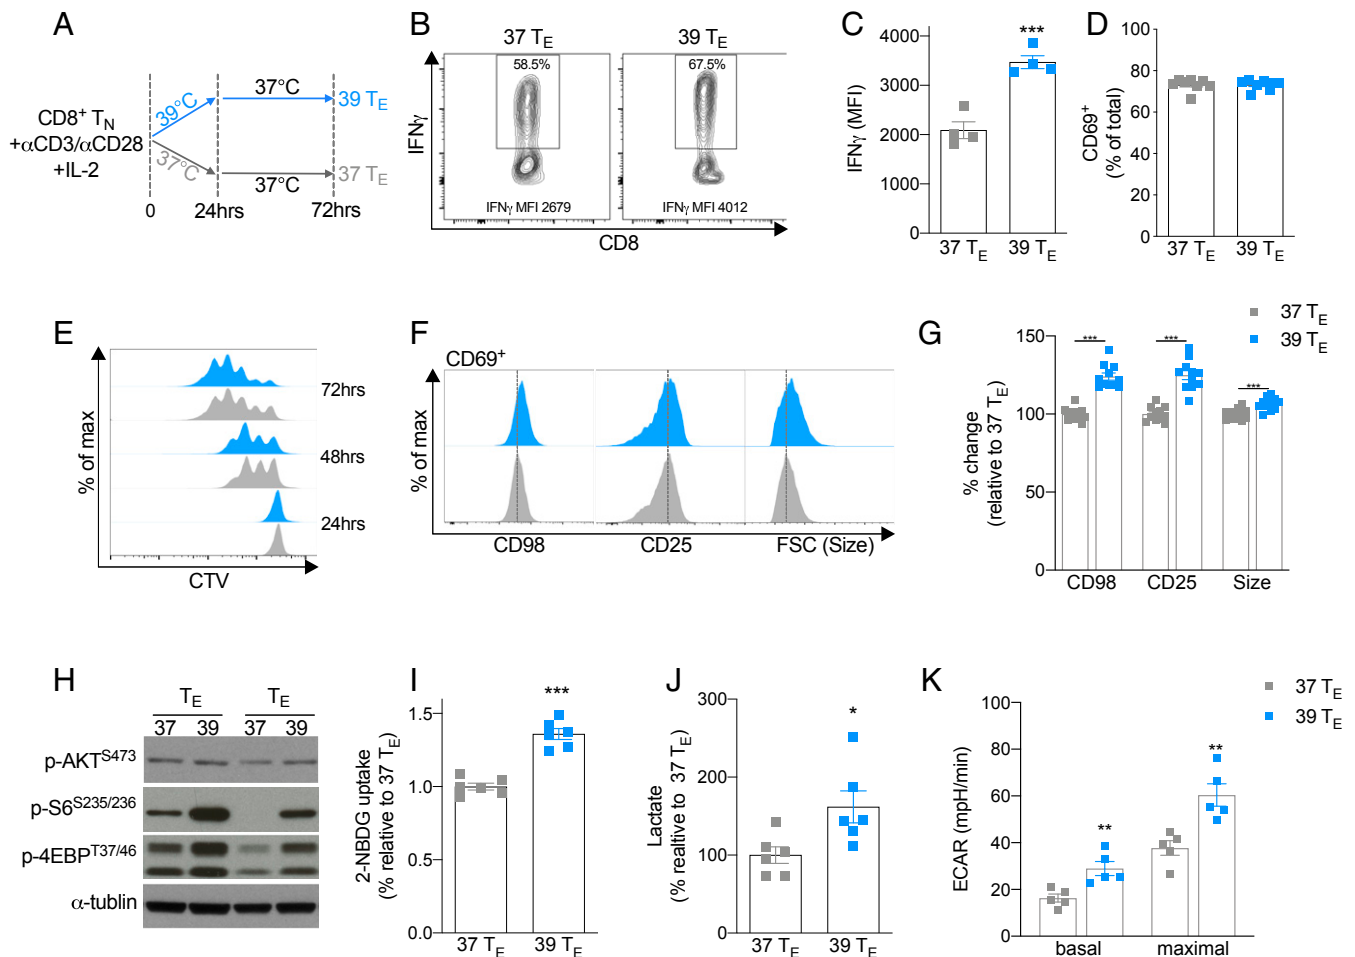 A
CD8+ TN
+αCD3/αCD28
+IL-2
39°C
37°C
37°C
37°C
39 TE
37 TE
0
24hrs
72hrs
B
37 TE
39 TE
58.5%
67.5%
IFNγ
IFNγ MFI 2679
IFNγ MFI 4012
CD8
C
***
IFNγ (MFI)
4000
3000
2000
1000
0
37 TE
39 TE
D
CD69+
(% of total)
100
80
60
40
20
0
37 TE
39 TE
E
% of max
72hrs
48hrs
24hrs
CTV
F
CD69+
% of max
CD98
CD25
FSC (Size)
G
37 TE
39 TE
% change
(relative to 37 TE)
150
100
50
0
***
***
***
CD98
CD25
Size
H
TE
TE
37
39
37
39
p-AKTS473
p-S6S235/236
p-4EBPT37/46
α-tublin
I
***
2-NBDG uptake
(% relative to 37 TE)
1.5
1.0
0.5
0.0
37 TE
39 TE
J
*
Lactate
(% realtive to 37 TE)
300
200
100
0
37 TE
39 TE
K
37 TE
39 TE
ECAR (mpH/min)
100
80
60
40
20
0
**
**
basal
maximal